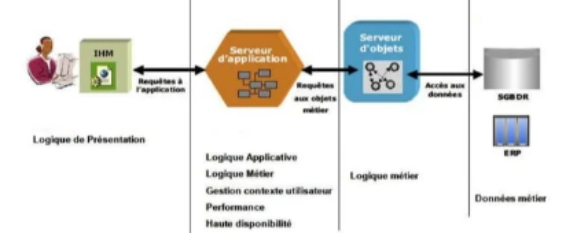 IHM
Serveur
d'application
Serveur
d'objets
Requêtes à
l'application
Requêtes
aux objets
métier
Accès aux
données
SGBDR
ERP
Logique de Présentation
Logique Applicative
Logique Métier
Gestion contexte utilisateur
Performance
Haute disponibilité
Logique métier
Données métier